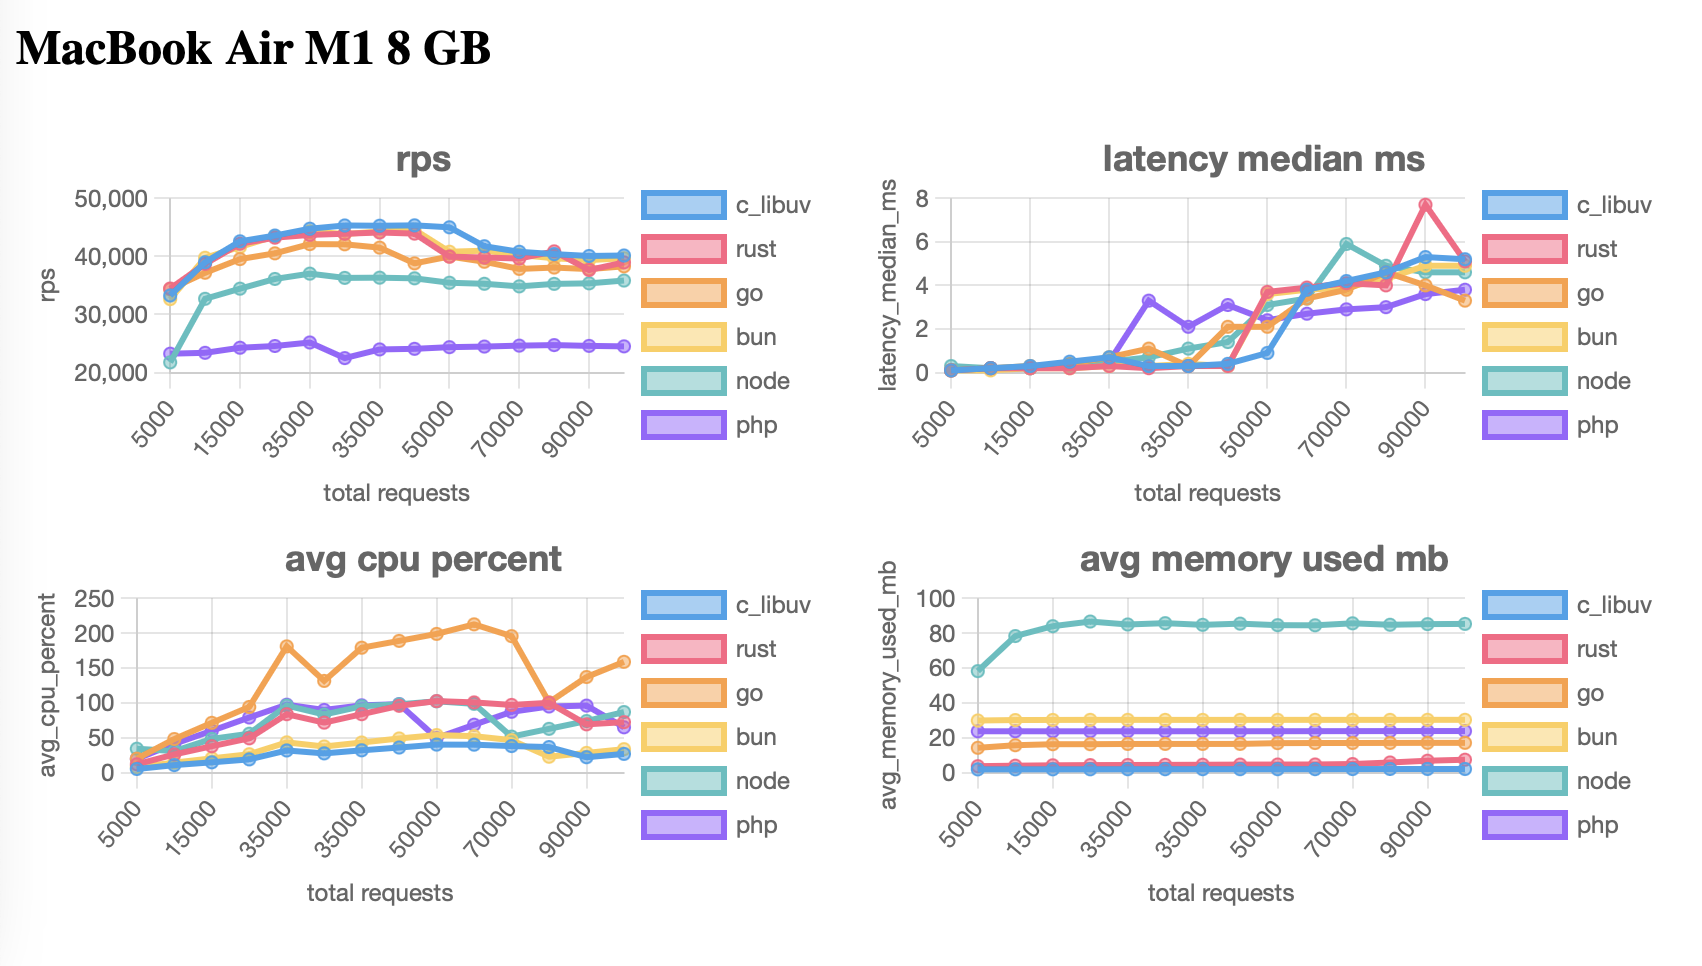 MacBook Air M1 8 GB
rps
50,000
40,000
30,000
20,000
rps
5000
15000
35000
35000
50000
70000
90000
total requests
c_libuv
rust
go
bun
node
php
latency median ms
8
6
4
2
0
latency_median_ms
5000
15000
35000
35000
50000
70000
90000
total requests
c_libuv
rust
go
bun
node
php
avg cpu percent
250
200
150
100
50
0
avg_cpu_percent
5000
15000
35000
35000
50000
70000
90000
total requests
c_libuv
rust
go
bun
node
php
avg memory used mb
100
80
60
40
20
0
avg_memory_used_mb
5000
15000
35000
35000
50000
70000
90000
total requests
c_libuv
rust
go
bun
node
php